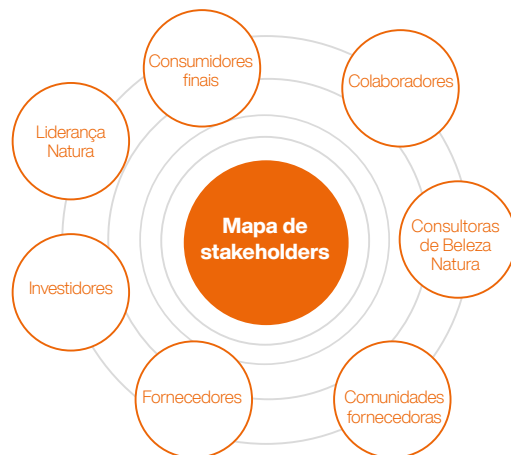 Consumidores
finais
Colaboradores
Liderança
Natura
Mapa de
stakeholders
Consultoras
de Beleza
Natura
Investidores
Fornecedores
Comunidades
fornecedoras